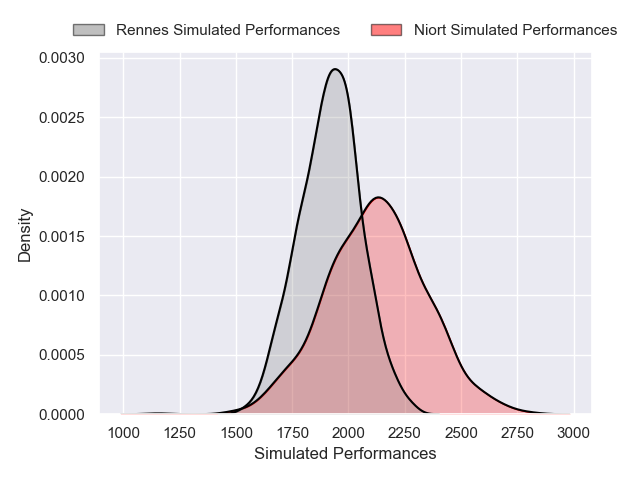 Rennes Simulated Performances Niort Simulated Performances
0.0030
0.0025
0.0020
0.0015
0.0010
0.0005
0.0000
Density
1000 1250 1500 1750 2000 2250 2500 2750 3000
Simulated Performances